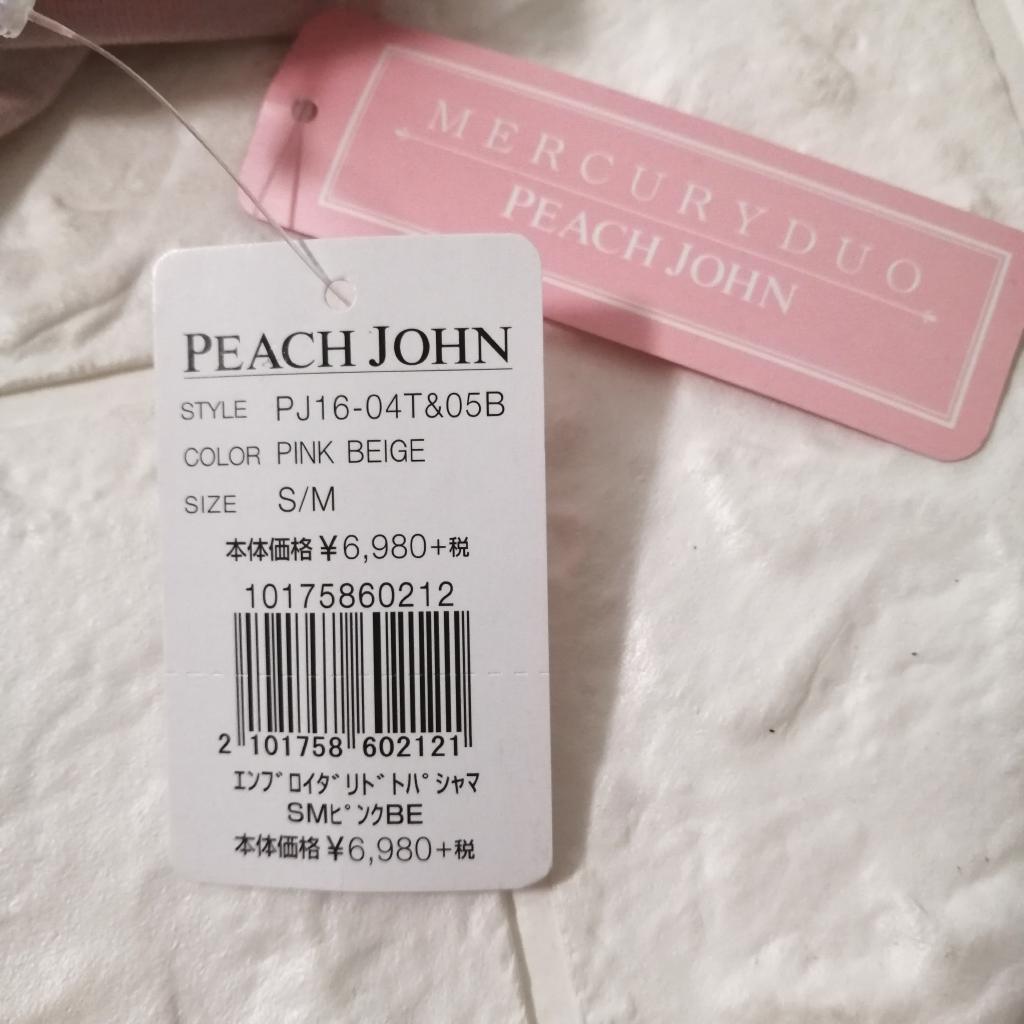 MERCURYDUO
PEACH JOHN
PEACH JOHN
STYLE PJ16-04T&05B
COLOR PINK BEIGE
SIZE S/M
本体価格¥6,980+税
10175860212
2 101758 602121
ｴﾝﾌﾞﾛｲﾀﾞﾘﾄﾞﾄﾊﾟｼﾞｬﾏ
SMﾋﾟﾝｸBE
本体価格¥6,980+税